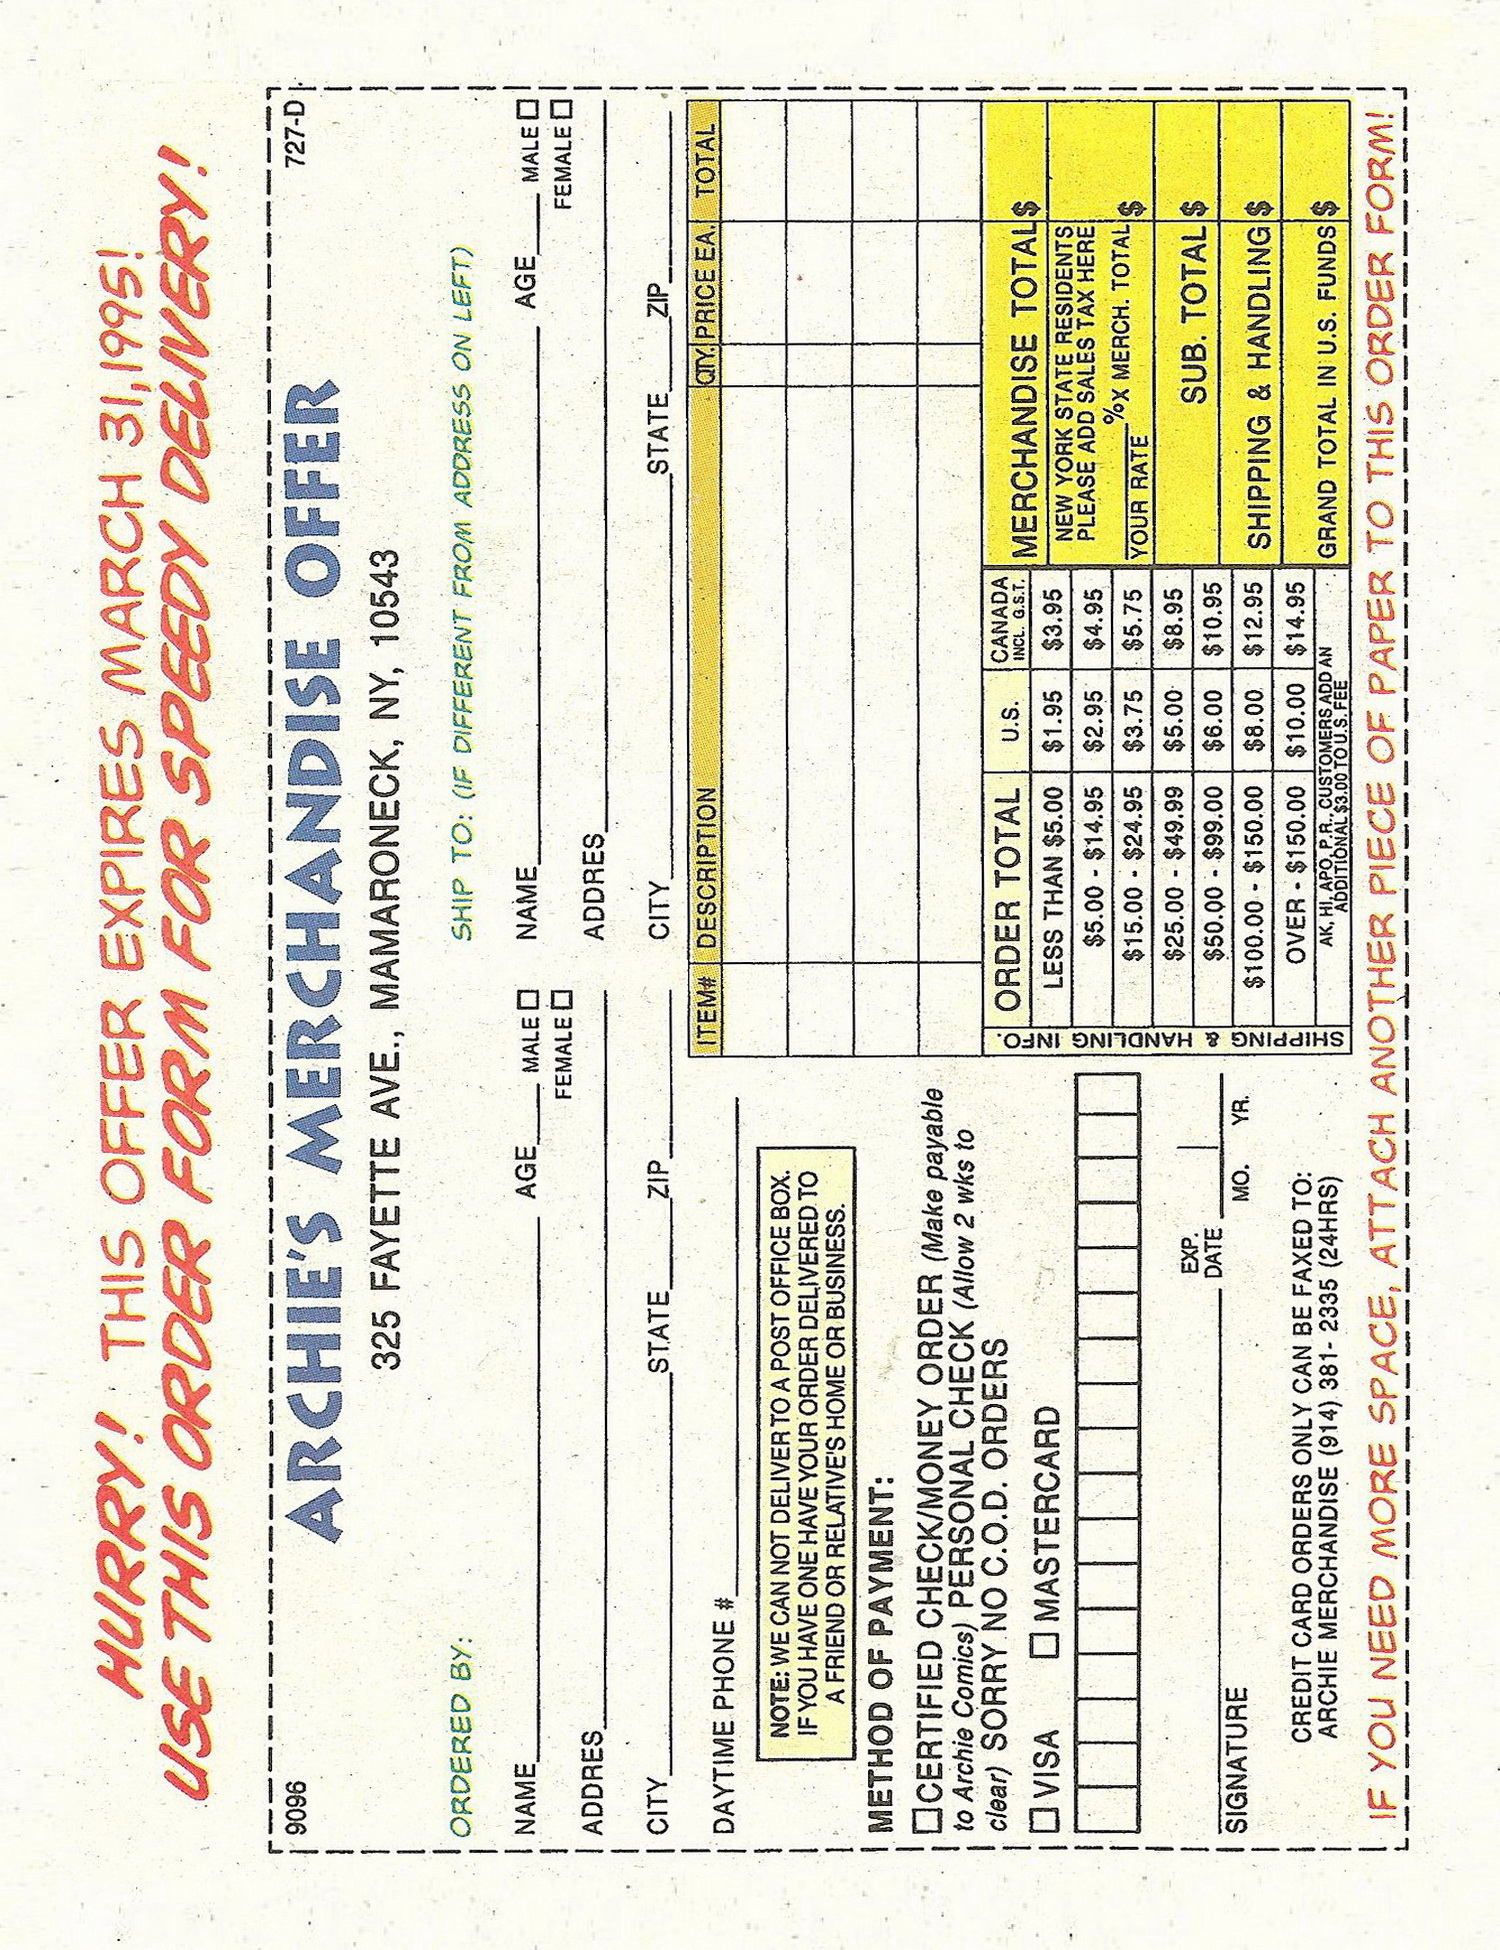 HURRY! THIS OFFER EXPIRES MARCH 31, 1995!
USE THIS ORDER FORM FOR SPEEDY DELIVERY!
9096
727-D
ARCHIE'S MERCHANDISE OFFER
325 FAYETTE AVE., MAMARONECK, NY, 10543
ORDERED BY:
NAME AGE MALE
FEMALE
ADDRES
CITY STATE ZIP
DAYTIME PHONE #
NOTE: WE CAN NOT DELIVER TO A POST OFFICE BOX.
IF YOU HAVE ONE HAVE YOUR ORDER DELIVERED TO
A FRIEND OR RELATIVE'S HOME OR BUSINESS.
METHOD OF PAYMENT:
CERTIFIED CHECK/MONEY ORDER (Make payable
to Archie Comics) PERSONAL CHECK (Allow 2 wks to
clear) SORRY NO C.O.D. ORDERS
VISA MASTERCARD
EXP.
DATE
SIGNATURE MO. YR.
CREDIT CARD ORDERS ONLY CAN BE FAXED TO:
ARCHIE MERCHANDISE (914) 381- 2335 (24HRS)
SHIP TO: (IF DIFFERENT FROM ADDRESS ON LEFT)
NAME AGE MALE
FEMALE
ADDRES
CITY STATE ZIP
ITEM# DESCRIPTION QTY. PRICE EA. TOTAL
SHIPPING & HANDLING INFO.
ORDER TOTAL U.S. CANADA
INCL. G.S.T.
LESS THAN $5.00 $1.95 $3.95
$5.00 - $14.95 $2.95 $4.95
$15.00 - $24.95 $3.75 $5.75
$25.00 - $49.99 $5.00 $8.95
$50.00 - $99.00 $6.00 $10.95
$100.00 - $150.00 $8.00 $12.95
OVER - $150.00 $10.00 $14.95
AK, HI, APO, P.R. CUSTOMERS ADD AN
ADDITIONAL $3.00 TO U.S. FEE
MERCHANDISE TOTAL $
NEW YORK STATE RESIDENTS
PLEASE ADD SALES TAX HERE
%X MERCH. TOTAL $
YOUR RATE
SUB. TOTAL $
SHIPPING & HANDLING $
GRAND TOTAL IN U.S. FUNDS $
IF YOU NEED MORE SPACE, ATTACH ANOTHER PIECE OF PAPER TO THIS ORDER FORM!